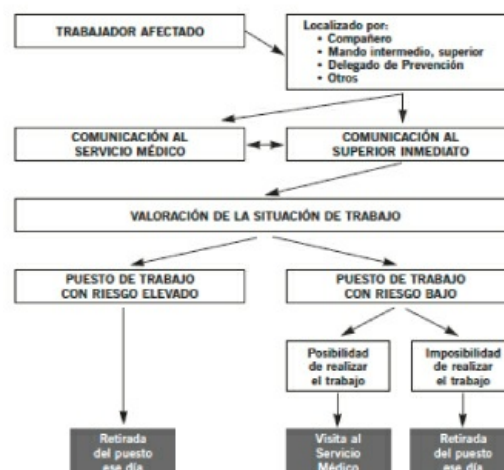 TRABAJADOR AFECTADO
Localizado por:
• Compañero
• Mando intermedio, superior
• Delegado de Prevención
• Otros
COMUNICACIÓN AL
SERVICIO MÉDICO
COMUNICACIÓN AL
SUPERIOR INMEDIATO
VALORACIÓN DE LA SITUACIÓN DE TRABAJO
PUESTO DE TRABAJO
CON RIESGO ELEVADO
PUESTO DE TRABAJO
CON RIESGO BAJO
Posibilidad
de realizar
el trabajo
Imposibilidad
de realizar
el trabajo
Retirada
del puesto
ese día
Visita al
Servicio
Médico
Retirada
del puesto
ese día